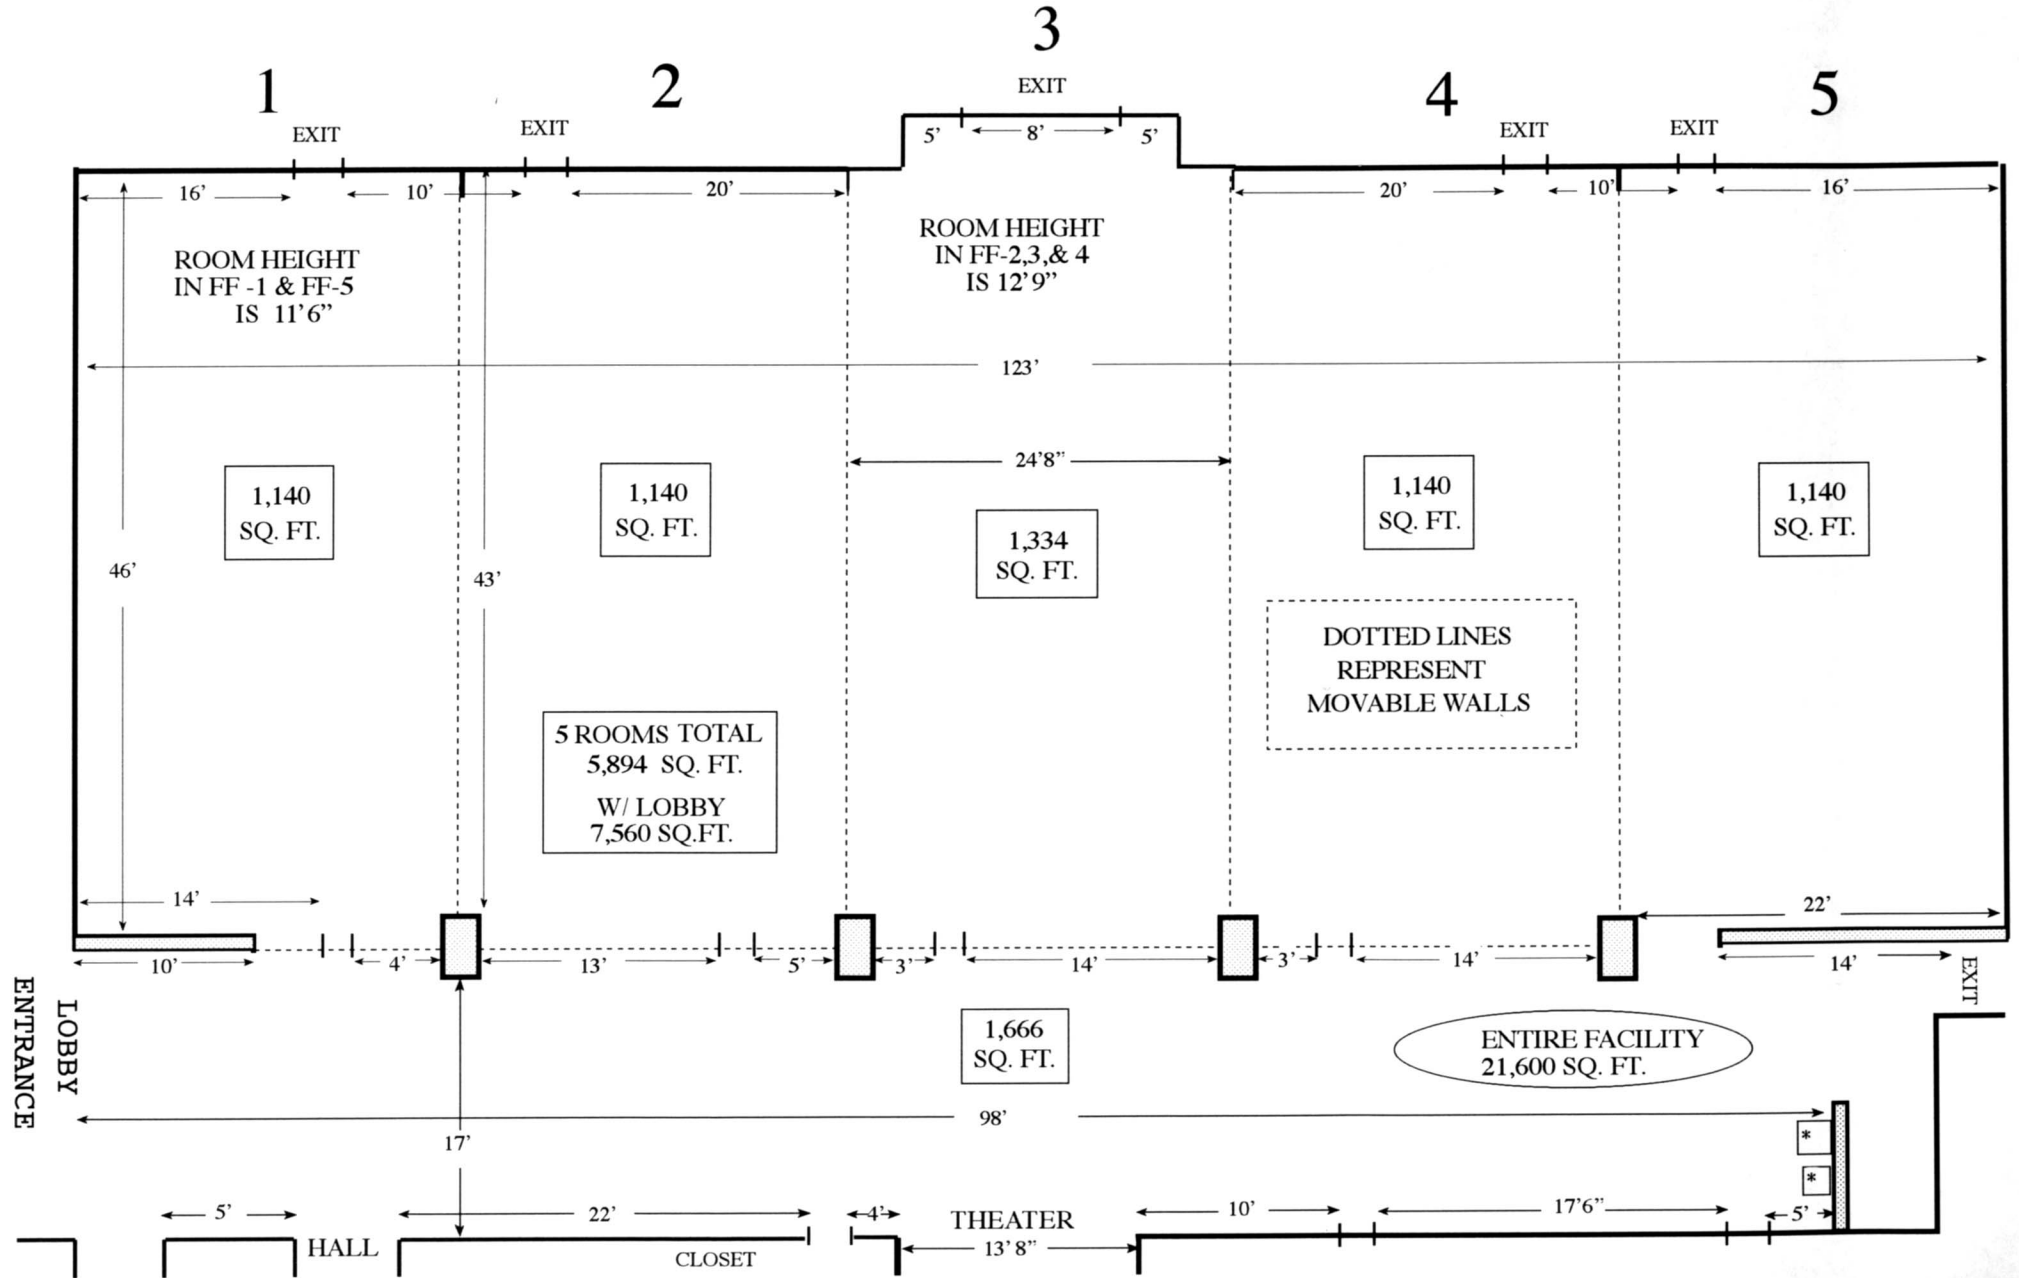 3
1
2
4
5
EXIT
EXIT
EXIT
EXIT
EXIT
5’
8’
5’
16’
10’
20’
20’
10’
16’
ROOM HEIGHT
IN FF -1 & FF-5
IS 11’6”
ROOM HEIGHT
IN FF-2,3,& 4
IS 12’9”
123’
24’8”
1,140
SQ. FT.
1,140
SQ. FT.
1,334
SQ. FT.
1,140
SQ. FT.
1,140
SQ. FT.
46’
43’
DOTTED LINES
REPRESENT
MOVABLE WALLS
5 ROOMS TOTAL
5,894 SQ. FT.
W/ LOBBY
7,560 SQ.FT.
14’
22’
10’
4’
13’
5’
3’
14’
3’
14’
14’
EXIT
LOBBY
ENTRANCE
1,666
SQ. FT.
ENTIRE FACILITY
21,600 SQ. FT.
98’
17’
*
*
5’
22’
4’
THEATER
13’ 8”
10’
17’6”
5’
HALL
CLOSET